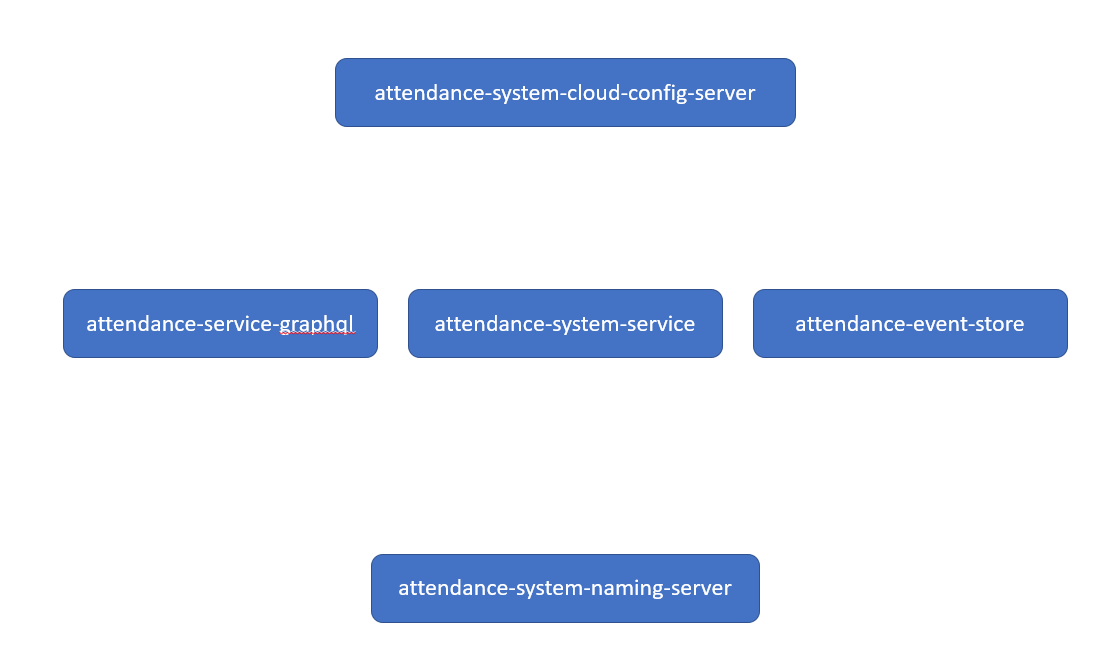 attendance-system-cloud-config-server
attendance-service-graphql
attendance-system-service
attendance-event-store
attendance-system-naming-server